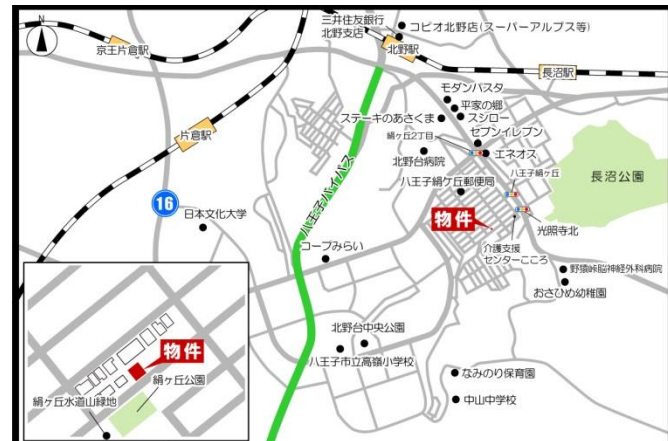 N
京王片倉駅
三井住友銀行
北野支店
コピオ北野店(スーパーアルプス等)
北野駅
長沼駅
片倉駅
モダンパスタ
平家の郷
スシロー
ステーキのあさくま
セブンイレブン
絹ヶ丘2丁目
エネオス
北野台病院
八王子絹ヶ丘
長沼公園
八王子絹ケ丘郵便局
八王子バイパス
16
日本文化大学
物件
光照寺北
介護支援
センターこころ
コープみらい
野猿峠脳神経外科病院
おさひめ幼稚園
北野台中央公園
八王子市立高嶺小学校
なみのり保育園
中山中学校
物件
絹ヶ丘公園
絹ヶ丘水道山緑地